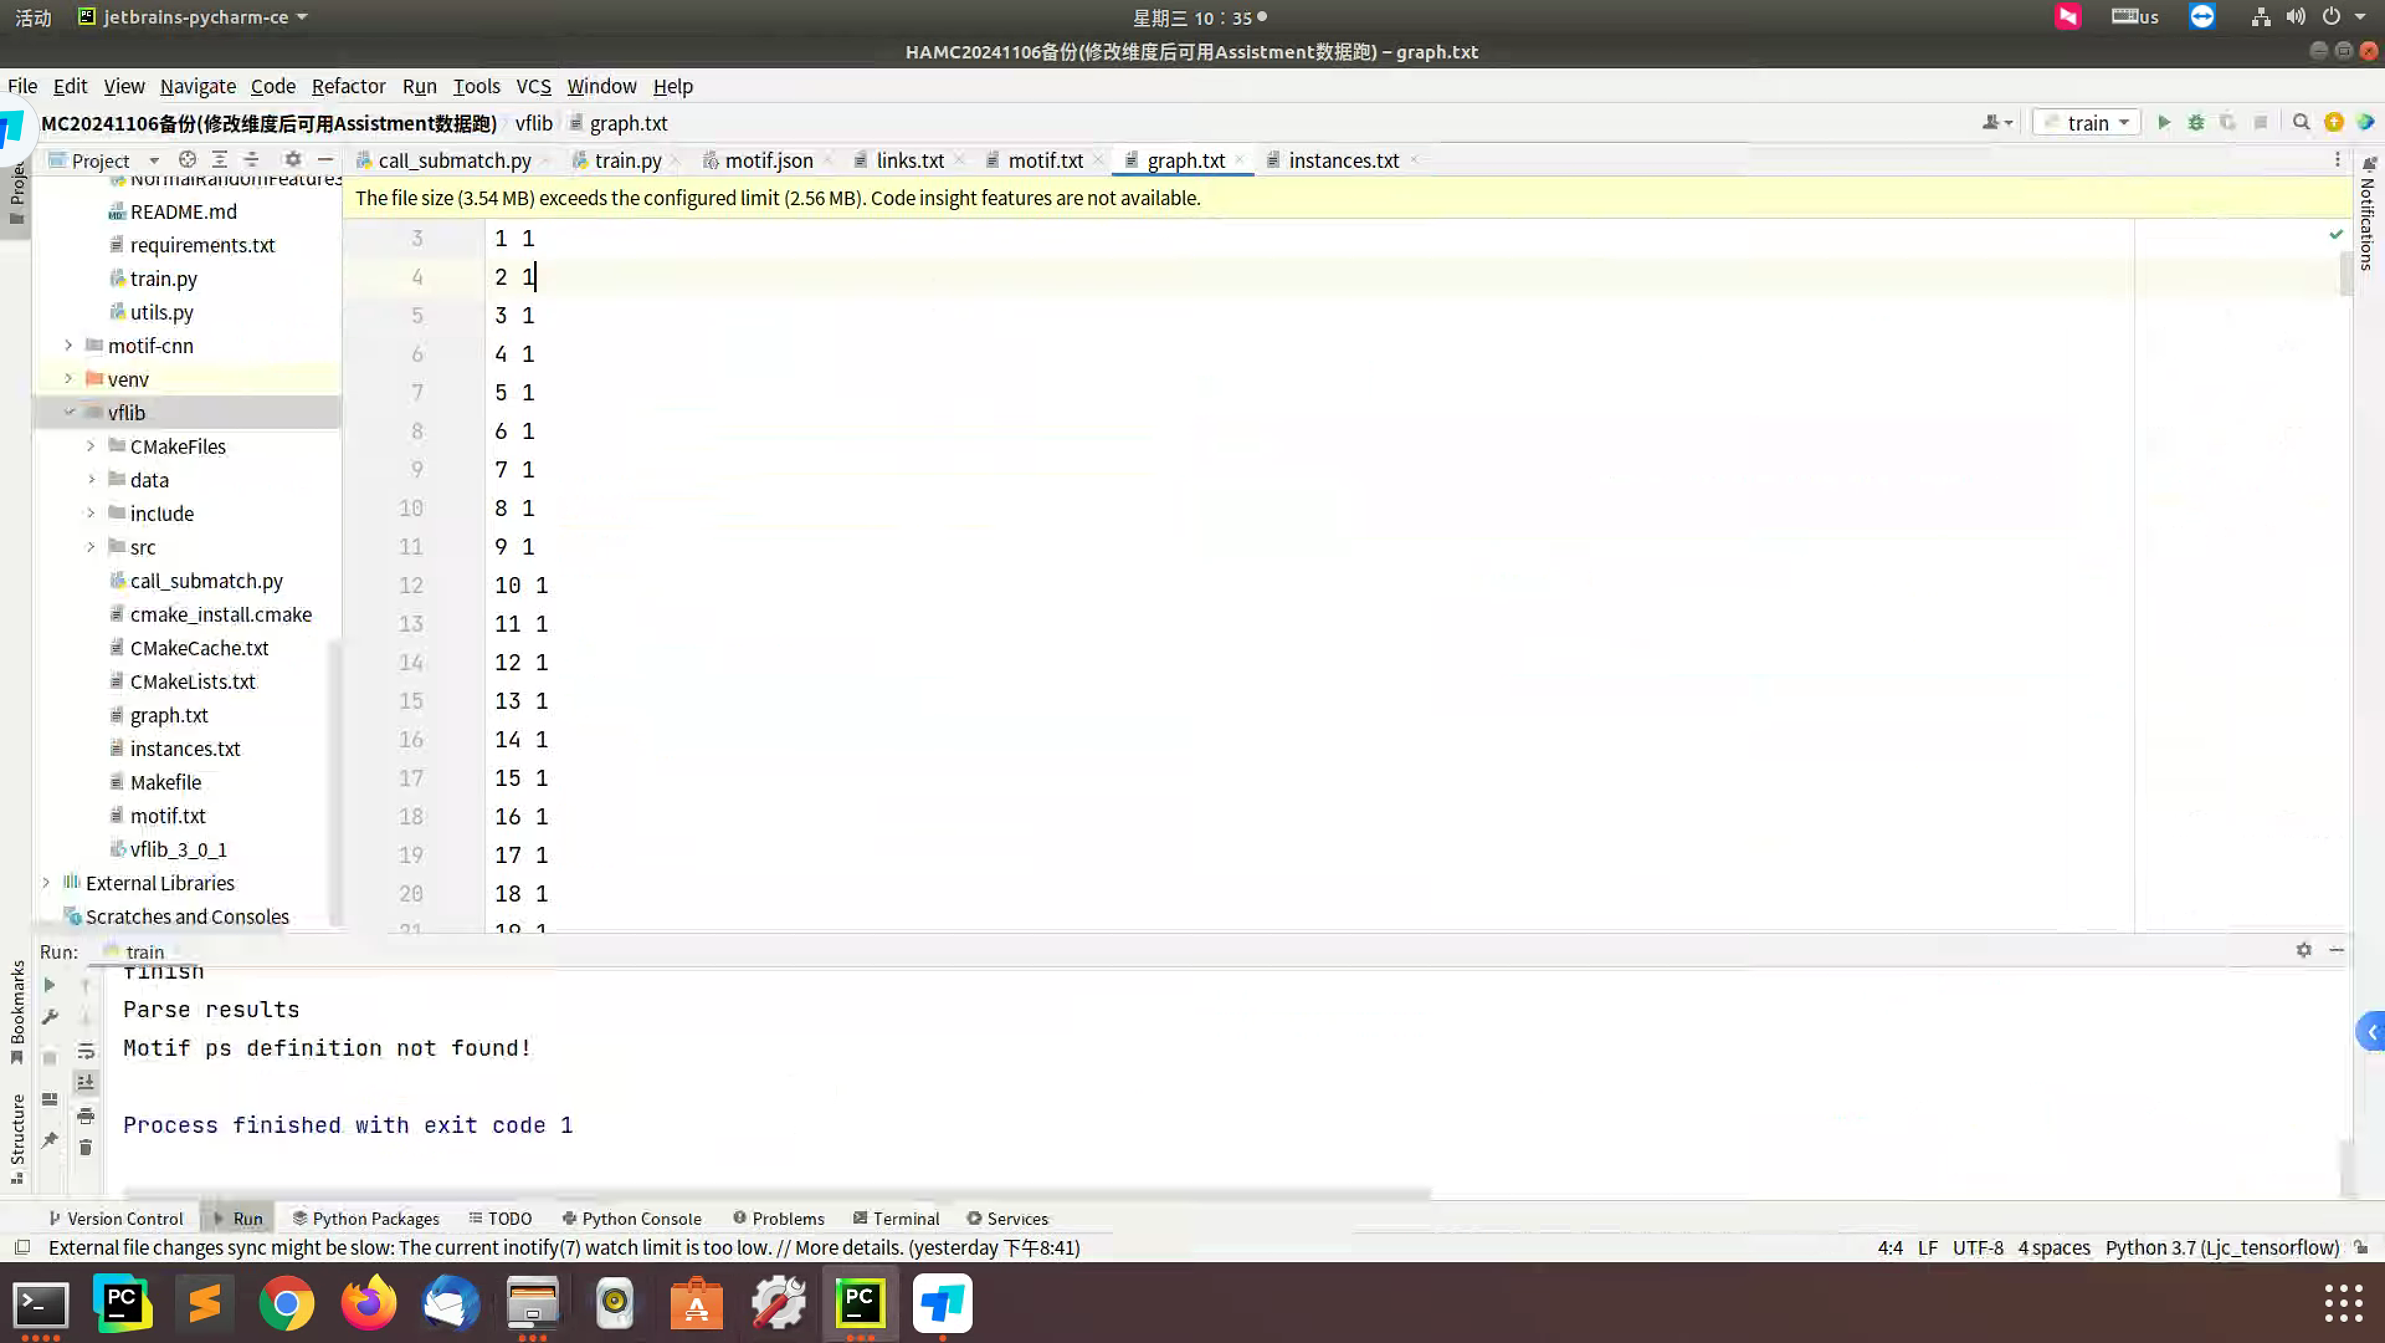 活动
jetbrains-pycharm-ce
星期三 10：35
us
HAMC20241106备份(修改维度后可用Assistment数据跑) – graph.txt
File Edit View Navigate Code Refactor Run Tools VCS Window Help
MC20241106备份(修改维度后可用Assistment数据跑) vflib graph.txt
train
Project
call_submatch.py train.py motif.json links.txt motif.txt graph.txt instances.txt
The file size (3.54 MB) exceeds the configured limit (2.56 MB). Code insight features are not available.
Notifications
NormalRandomFeature3
README.md
requirements.txt
train.py
utils.py
motif-cnn
venv
vflib
CMakeFiles
data
include
src
call_submatch.py
cmake_install.cmake
CMakeCache.txt
CMakeLists.txt
graph.txt
instances.txt
Makefile
motif.txt
vflib_3_0_1
External Libraries
Scratches and Consoles
3 1 1
4 2 1
5 3 1
6 4 1
7 5 1
8 6 1
9 7 1
10 8 1
11 9 1
12 10 1
13 11 1
14 12 1
15 13 1
16 14 1
17 15 1
18 16 1
19 17 1
20 18 1
21 19 1
Run: train
finish
Parse results
Motif ps definition not found!
Process finished with exit code 1
Bookmarks
Structure
Version Control Run Python Packages TODO Python Console Problems Terminal Services
External file changes sync might be slow: The current inotify(7) watch limit is too low. // More details. (yesterday 下午8:41)
4:4 LF UTF-8 4 spaces Python 3.7 (Ljc_tensorflow)
PC
PC